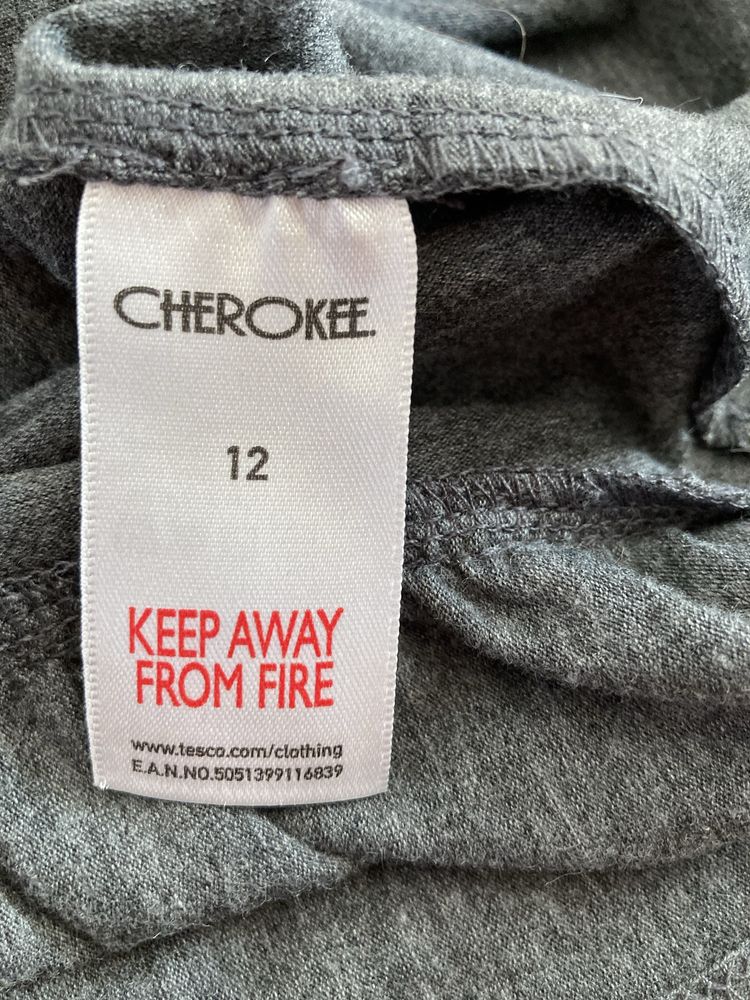 CHEROKEE.
12
KEEP AWAY
FROM FIRE
www.tesco.com/clothing
E.A.N.NO.5051399116839